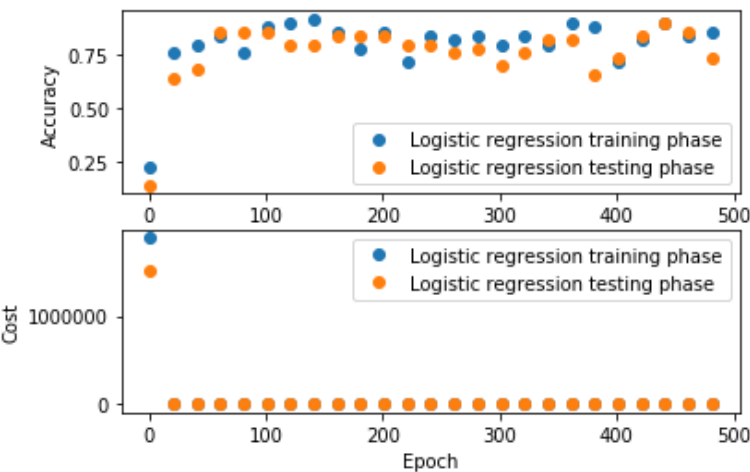 Accuracy
0.75
0.50
0.25
Logistic regression training phase
Logistic regression testing phase
0 100 200 300 400 500
Cost
1000000
0
Logistic regression training phase
Logistic regression testing phase
0 100 200 300 400 500
Epoch